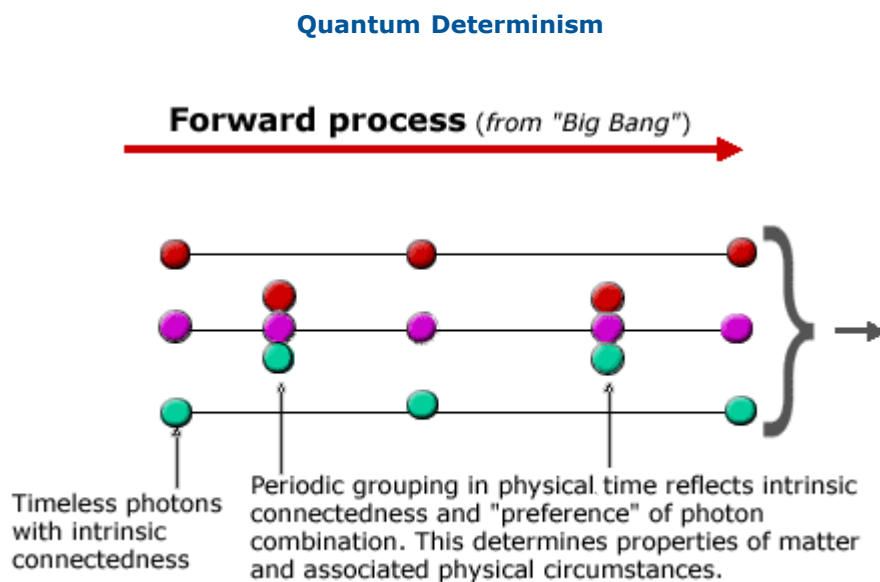 Quantum Determinism
Forward process (from "Big Bang")
Timeless photons
with intrinsic
connectedness
Periodic grouping in physical time reflects intrinsic
connectedness and "preference" of photon
combination. This determines properties of matter
and associated physical circumstances.